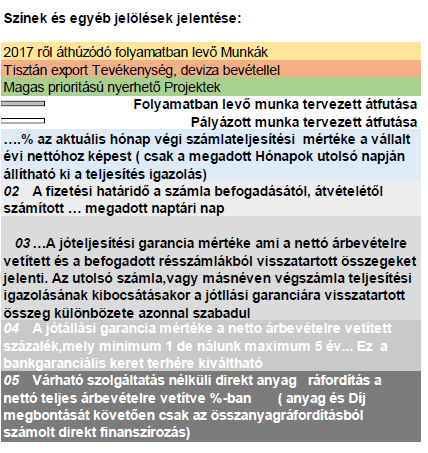 Színek és egyéb jelölések jelentése:
2017 ről áthúzódó folyamatban levő Munkák
Tisztán export Tevékenység, deviza bevétellel
Magas prioritású nyerhető Projektek
Folyamatban levő munka tervezett átfutása
Pályázott munka tervezett átfutása
….% az aktuális hónap végi számlateljesítési mértéke a vállalt
évi nettóhoz képest ( csak a megadott Hónapok utolsó napján
állítható ki a teljesítés igazolás)
02 A fizetési határidő a számla befogadásától, átvételétől
számított … megadott naptári nap
03 …A jóteljesítési garancia mértéke ami a nettó árbevételre
vetített és a befogadott résszámlákból visszatartott összegeket
jelenti. Az utolsó számla,vagy másnéven végszámla teljesítési
igazolásának kibocsátásakor a jótllási garanciára visszatartott
összeg különbözete azonnal szabadul
04 A jótállási garancia mértéke a netto árbevételre vetített
százalék,mely minimum 1 de nálunk maximum 5 év... Ez a
bankgaranciális keret terhére kiváltható
05 Várható szolgáltatás nélküli direkt anyag ráfordítás a
nettó teljes árbevételre vetítve %-ban ( anyag és Díj
megbontását követően csak az összanyagráfordításból
számolt direkt finanszírozás)